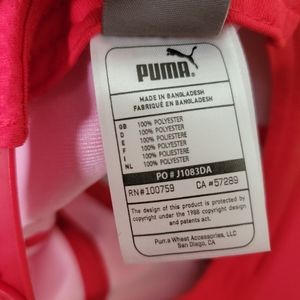 PUMA
MADE IN BANGLADESH
FABRIQUÉ EN BANGLADESH
GB 100% POLYESTER
D 100% POLYESTER
F 100% POLYESTERE
E 100% POLIESTER
I 100% POLIESTERE
NL 100% POLYESTER
PO # J1083DA
RN#100759 CA #57289
The design of this product is protected by
copyright under the 1988 copyright, design
and patents act.
Puma Wheat Accessories, LLC
San Diego, CA